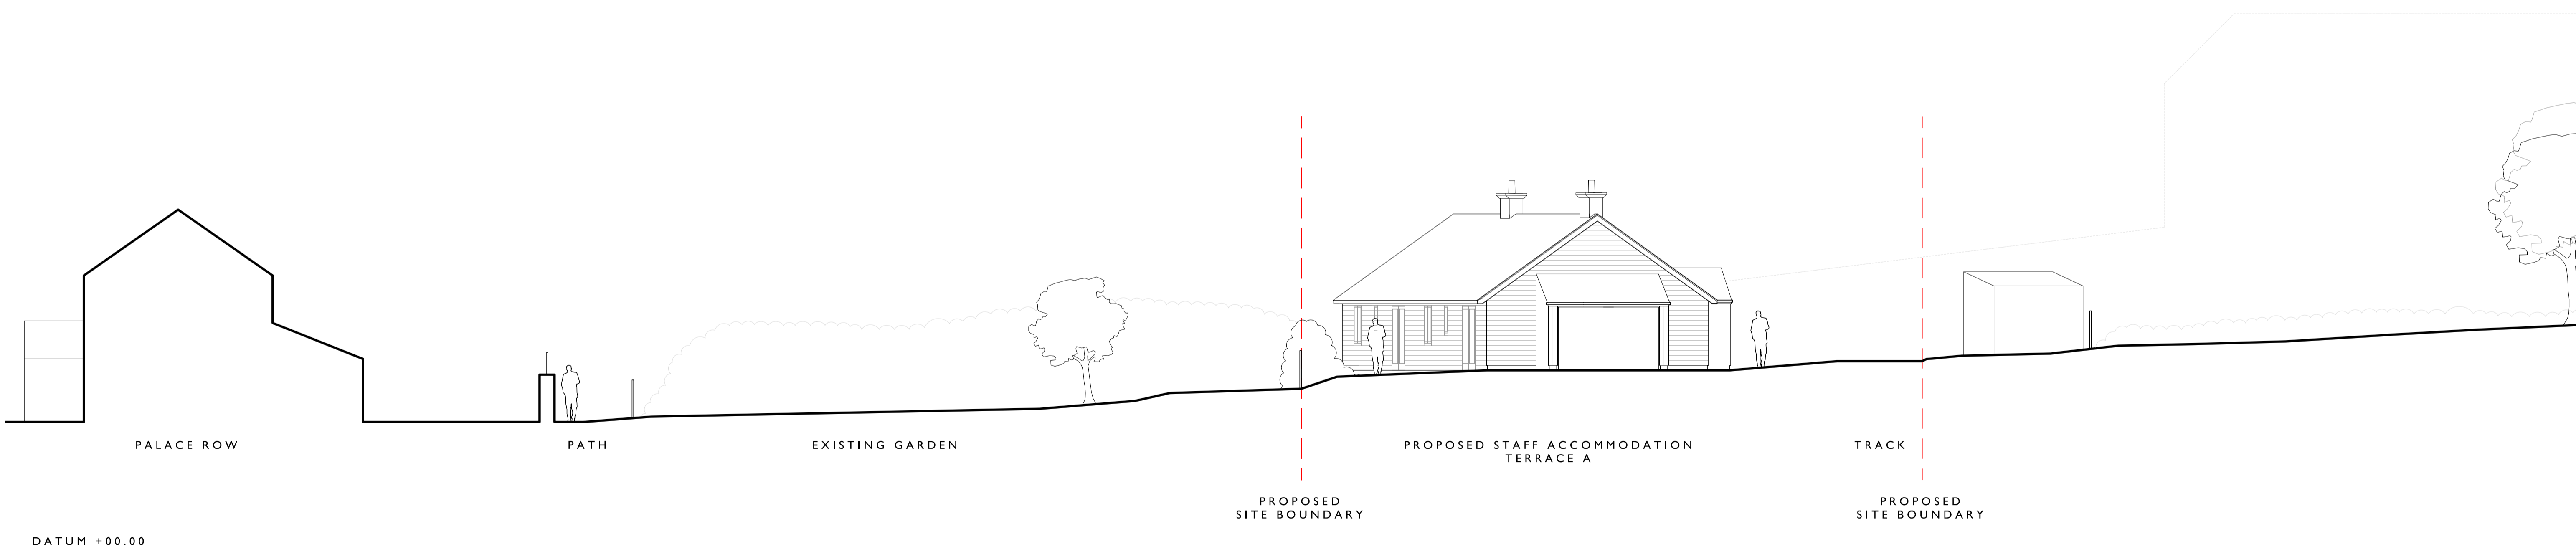 PALACE ROW
PATH
EXISTING GARDEN
PROPOSED STAFF ACCOMMODATION
TERRACE A
TRACK
PROPOSED
SITE BOUNDARY
PROPOSED
SITE BOUNDARY
DATUM +00.00